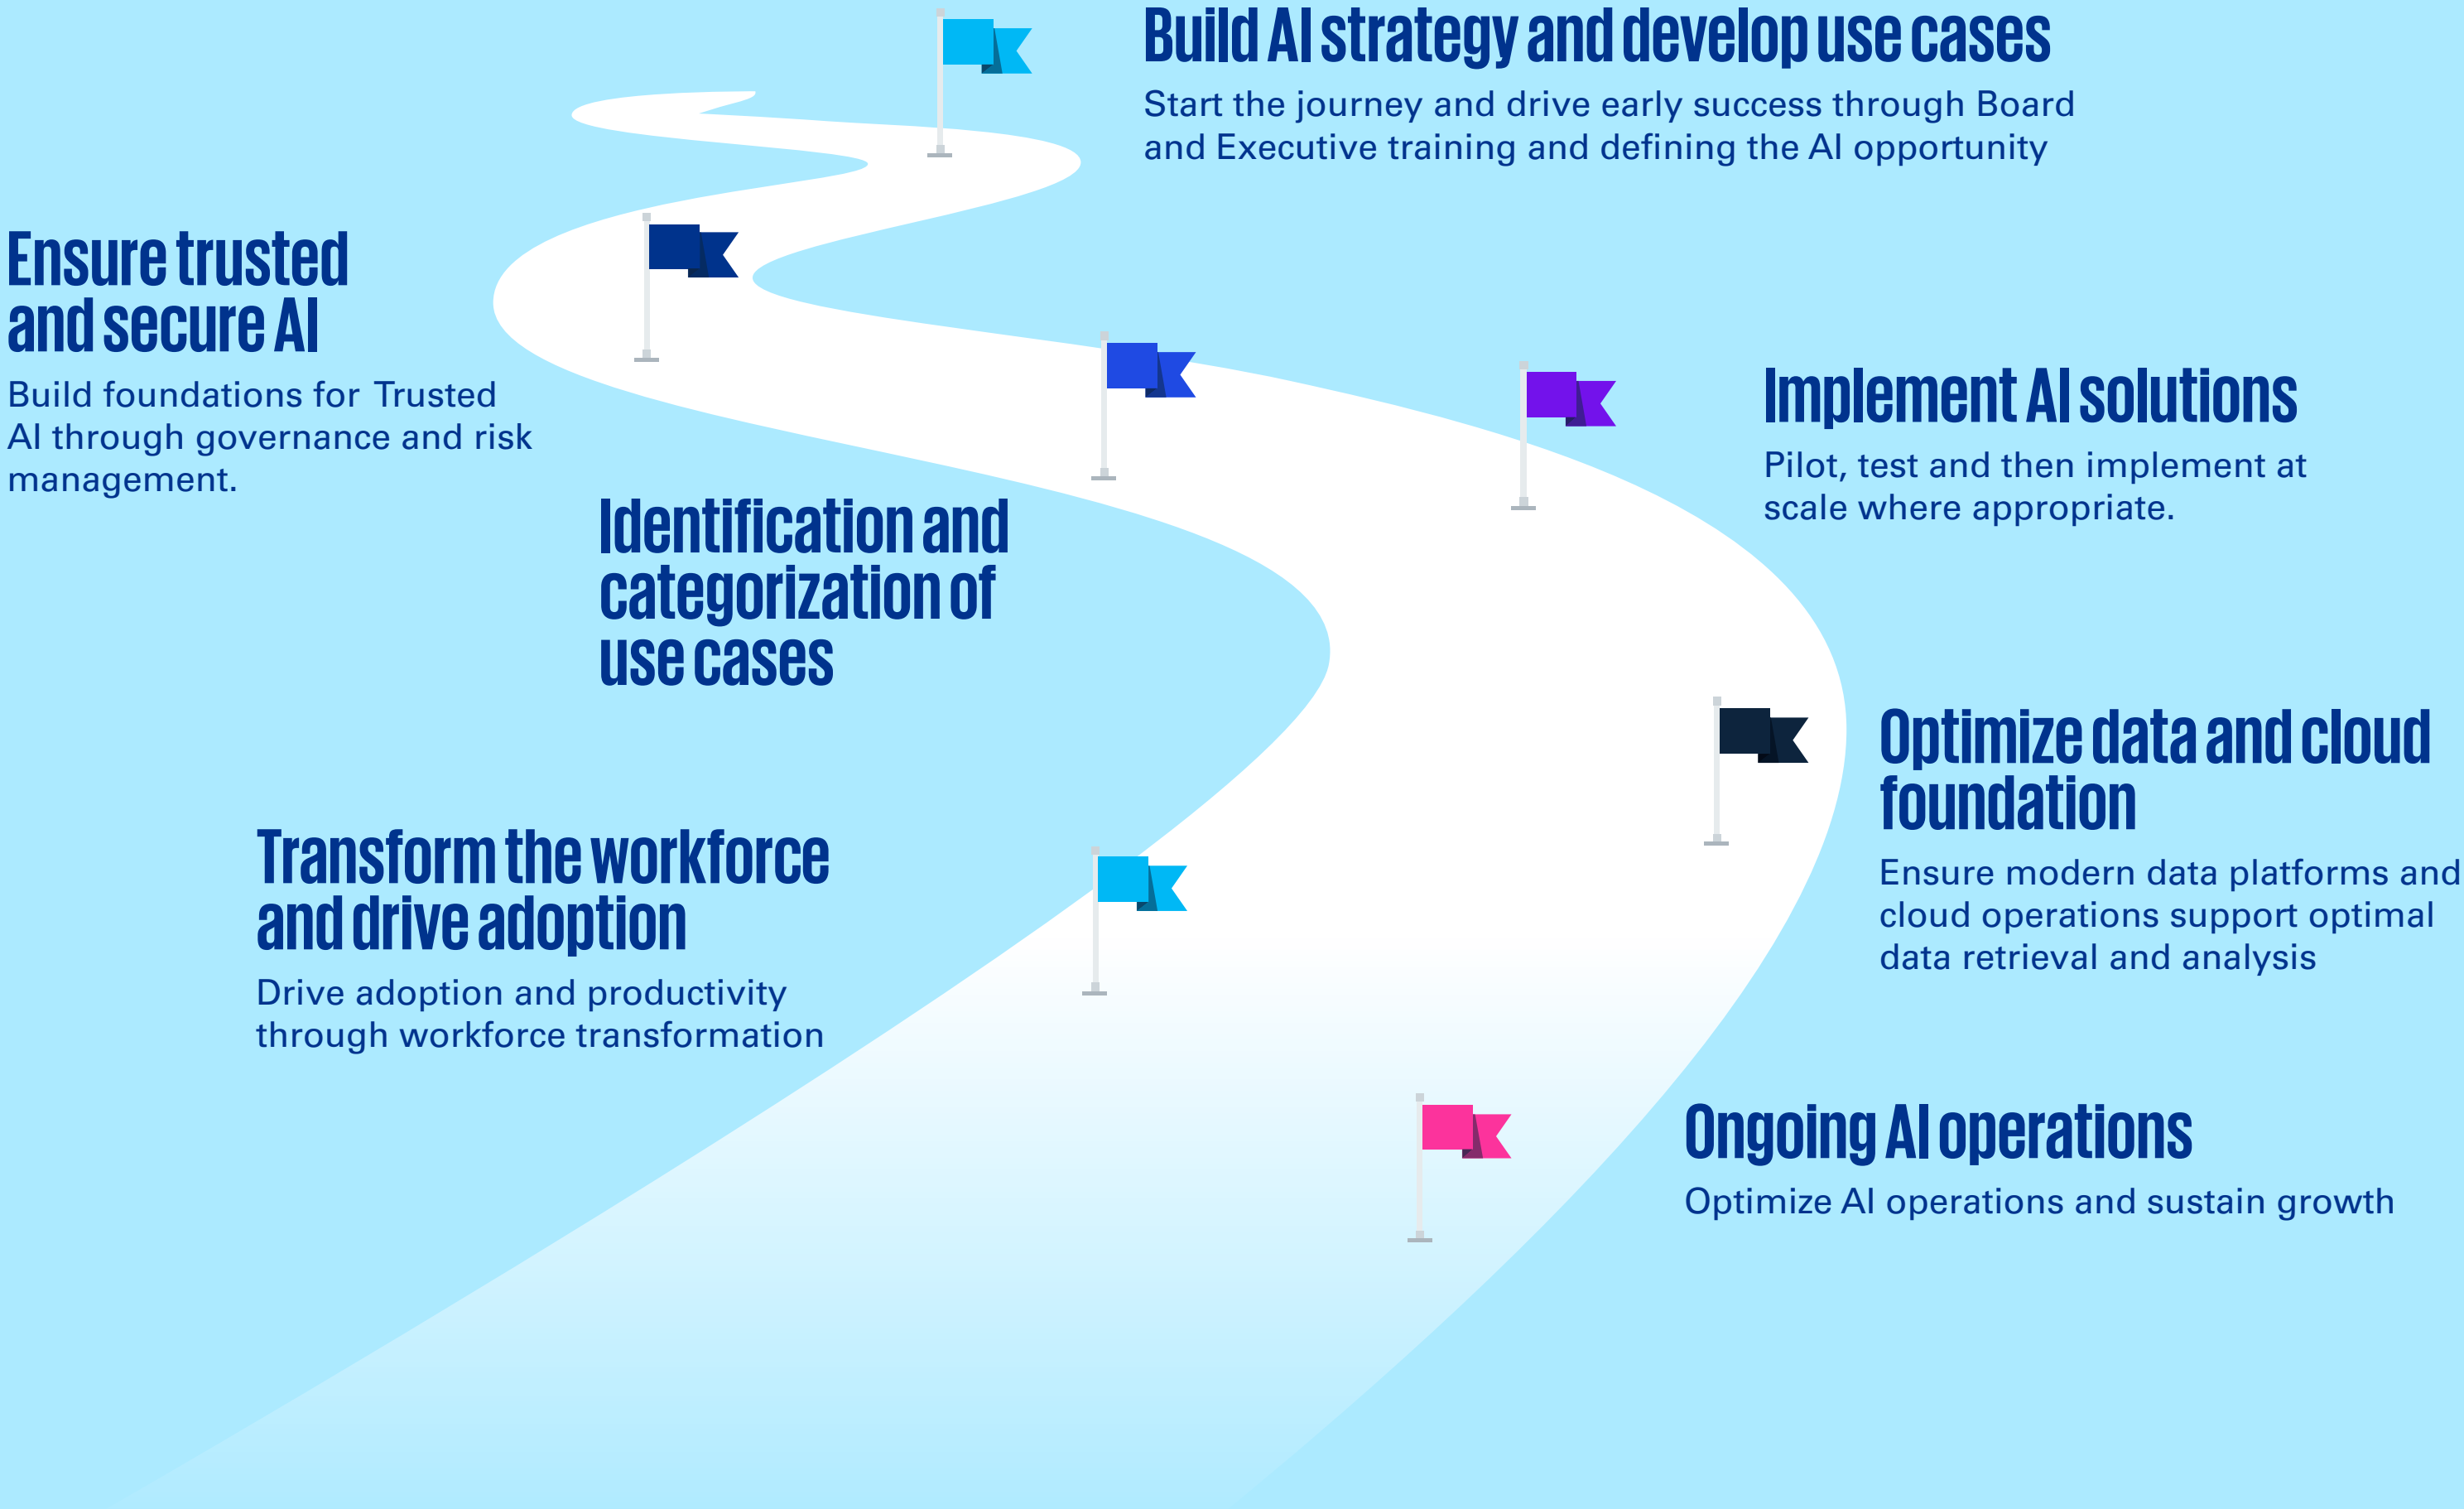 Build AI strategy and develop use cases
Start the journey and drive early success through Board
and Executive training and defining the AI opportunity
Ensure trusted
and secure AI
Build foundations for Trusted
AI through governance and risk
management.
Identification and
categorization of
use cases
Implement AI solutions
Pilot, test and then implement at
scale where appropriate.
Optimize data and cloud
foundation
Ensure modern data platforms and
cloud operations support optimal
data retrieval and analysis
Transform the workforce
and drive adoption
Drive adoption and productivity
through workforce transformation
Ongoing AI operations
Optimize AI operations and sustain growth